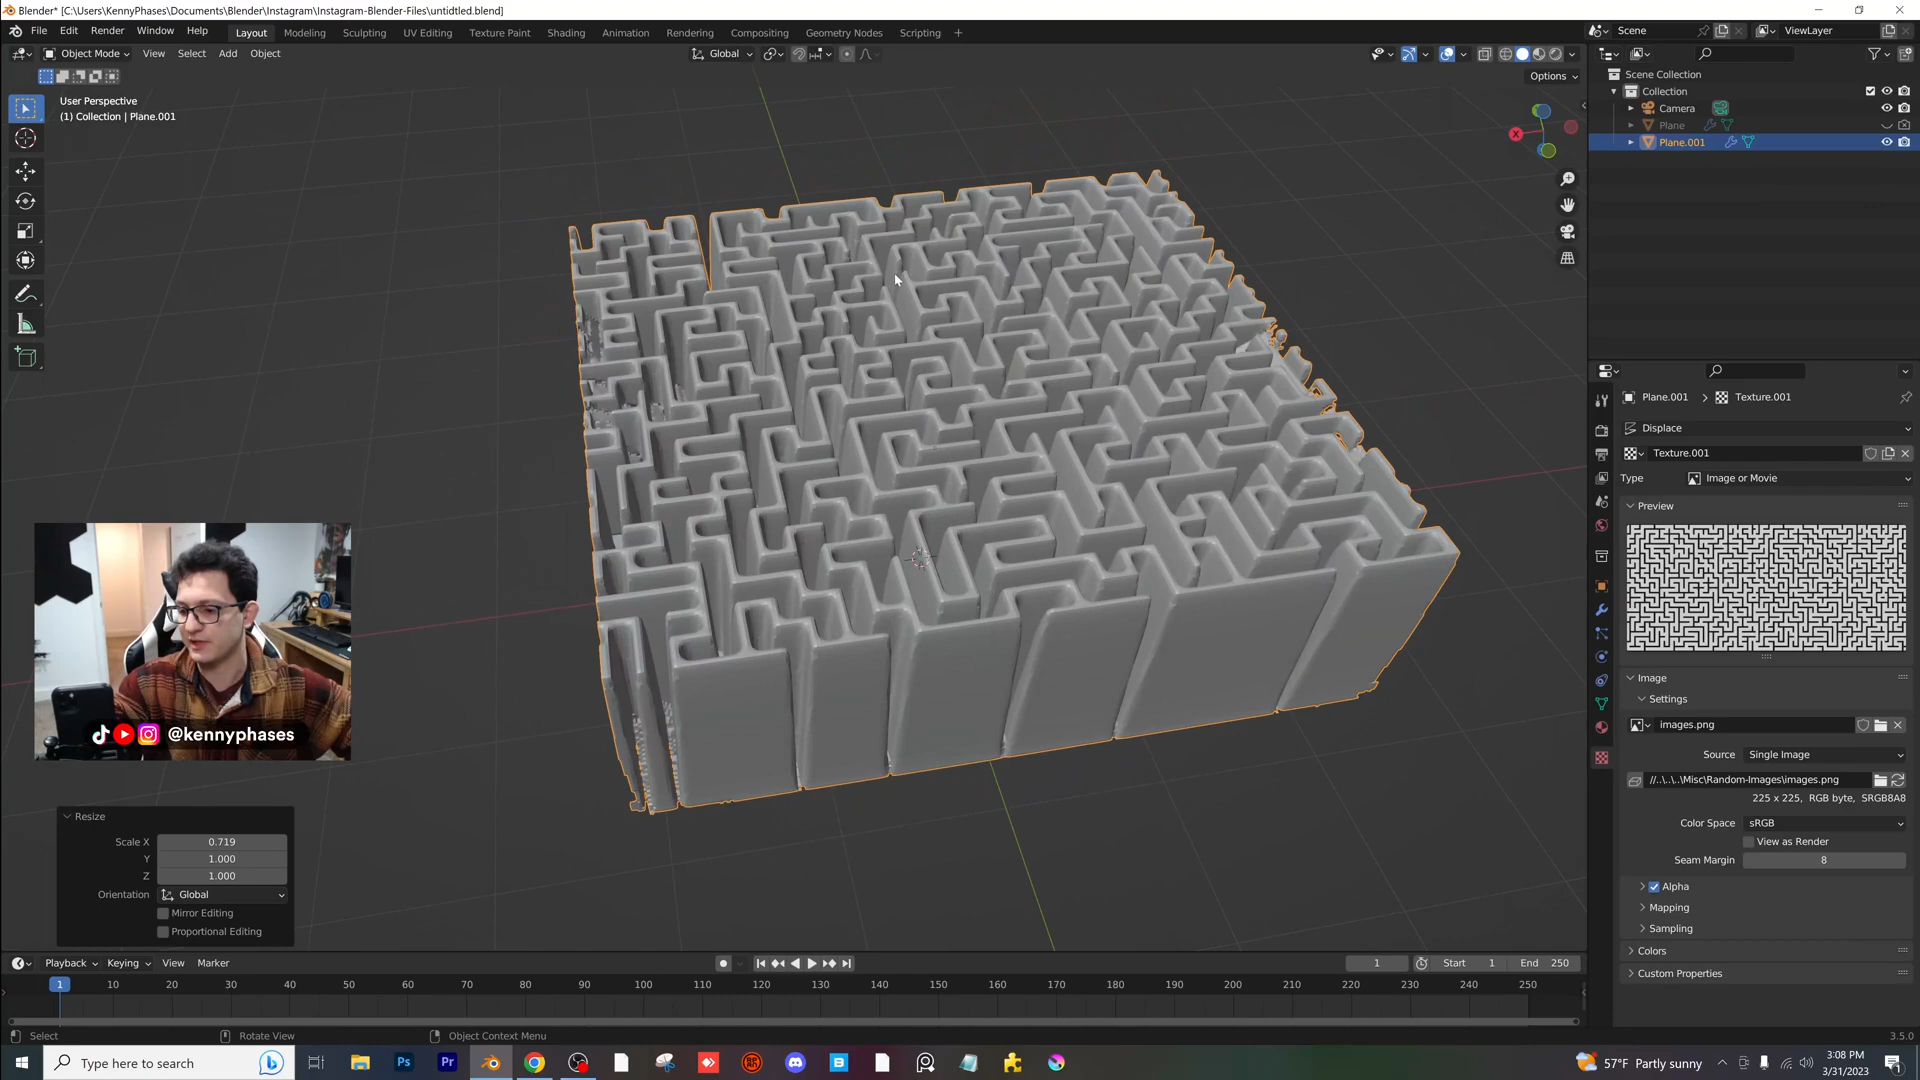 Blender* [C:\Users\KennyPhases\Documents\Blender\Instagram\Instagram-Blender-Files\untidtled.blend]
File Edit Render Window Help Layout Modeling Sculpting UV Editing Texture Paint Shading Animation Rendering Compositing Geometry Nodes Scripting + Scene ViewLayer
Object Mode View Select Add Object Global
Options
User Perspective
(1) Collection | Plane.001
X
Scene Collection
Collection
Camera
Plane
Plane.001
Plane.001 > Texture.001
Displace
Texture.001
Type Image or Movie
Preview
Image
Settings
images.png
Source Single Image
//..\..\..\Misc\Random-Images\images.png
225 x 225, RGB byte, SRGB8A8
Color Space sRGB
View as Render
Seam Margin 8
Alpha
Mapping
Sampling
Colors
Custom Properties
@kennyphases
Resize
Scale X 0.719
Y 1.000
Z 1.000
Orientation Global
Mirror Editing
Proportional Editing
Playback Keying View Marker 1 Start 1 End 250
1 10 20 30 40 50 60 70 80 90 100 110 120 130 140 150 160 170 180 190 200 210 220 230 240 250
Select Rotate View Object Context Menu 3.5.0
Type here to search Ps Pr B 57°F Partly sunny 3:08 PM
3/31/2023 1